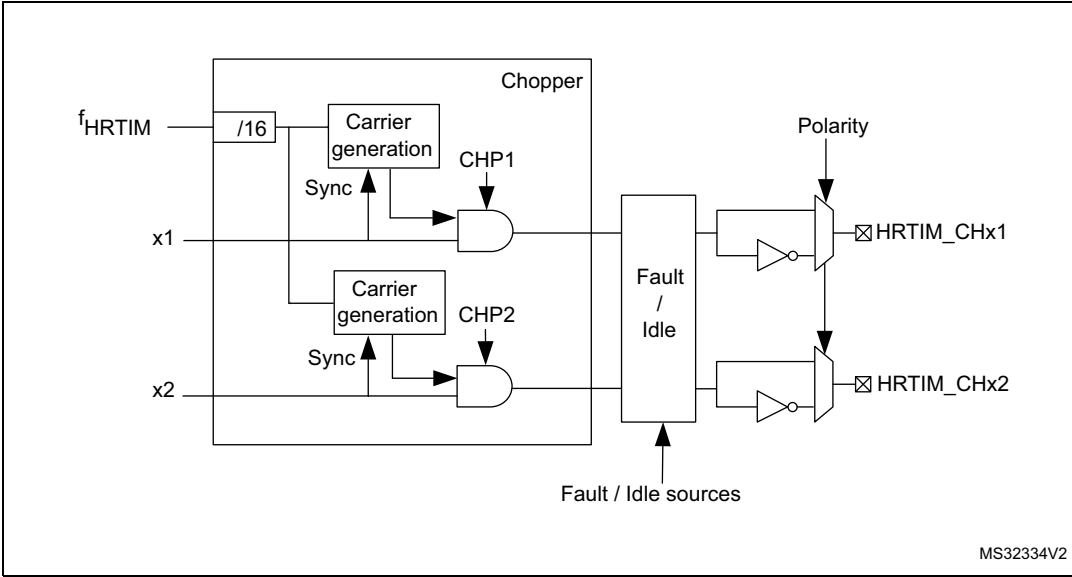 Chopper
fHRTIM
/16
Carrier
generation
Polarity
CHP1
Sync
x1
HRTIM_CHx1
Fault
/
Idle
Carrier
generation
CHP2
Sync
x2
HRTIM_CHx2
Fault / Idle sources
MS32334V2